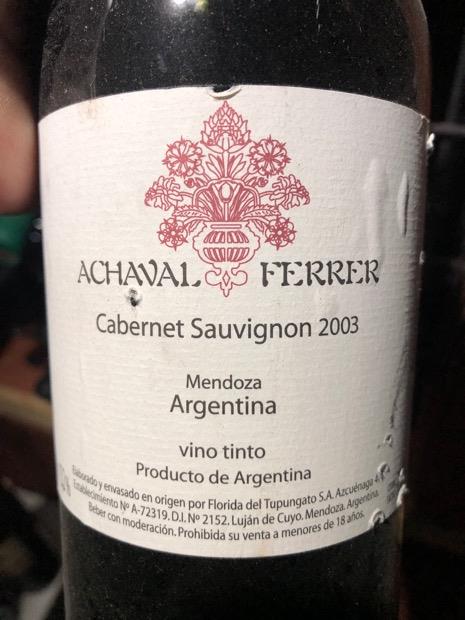 ACHAVAL FERRER
Cabernet Sauvignon 2003
Mendoza
Argentina
vino tinto
Producto de Argentina
Elaborado y envasado en origen por Florida del Tupungato S.A. Azcuénaga
Establecimiento Nº A-72319. D.I. Nº 2152. Luján de Cuyo. Mendoza. Argentina.
Beber con moderación. Prohibida su venta a menores de 18 años.